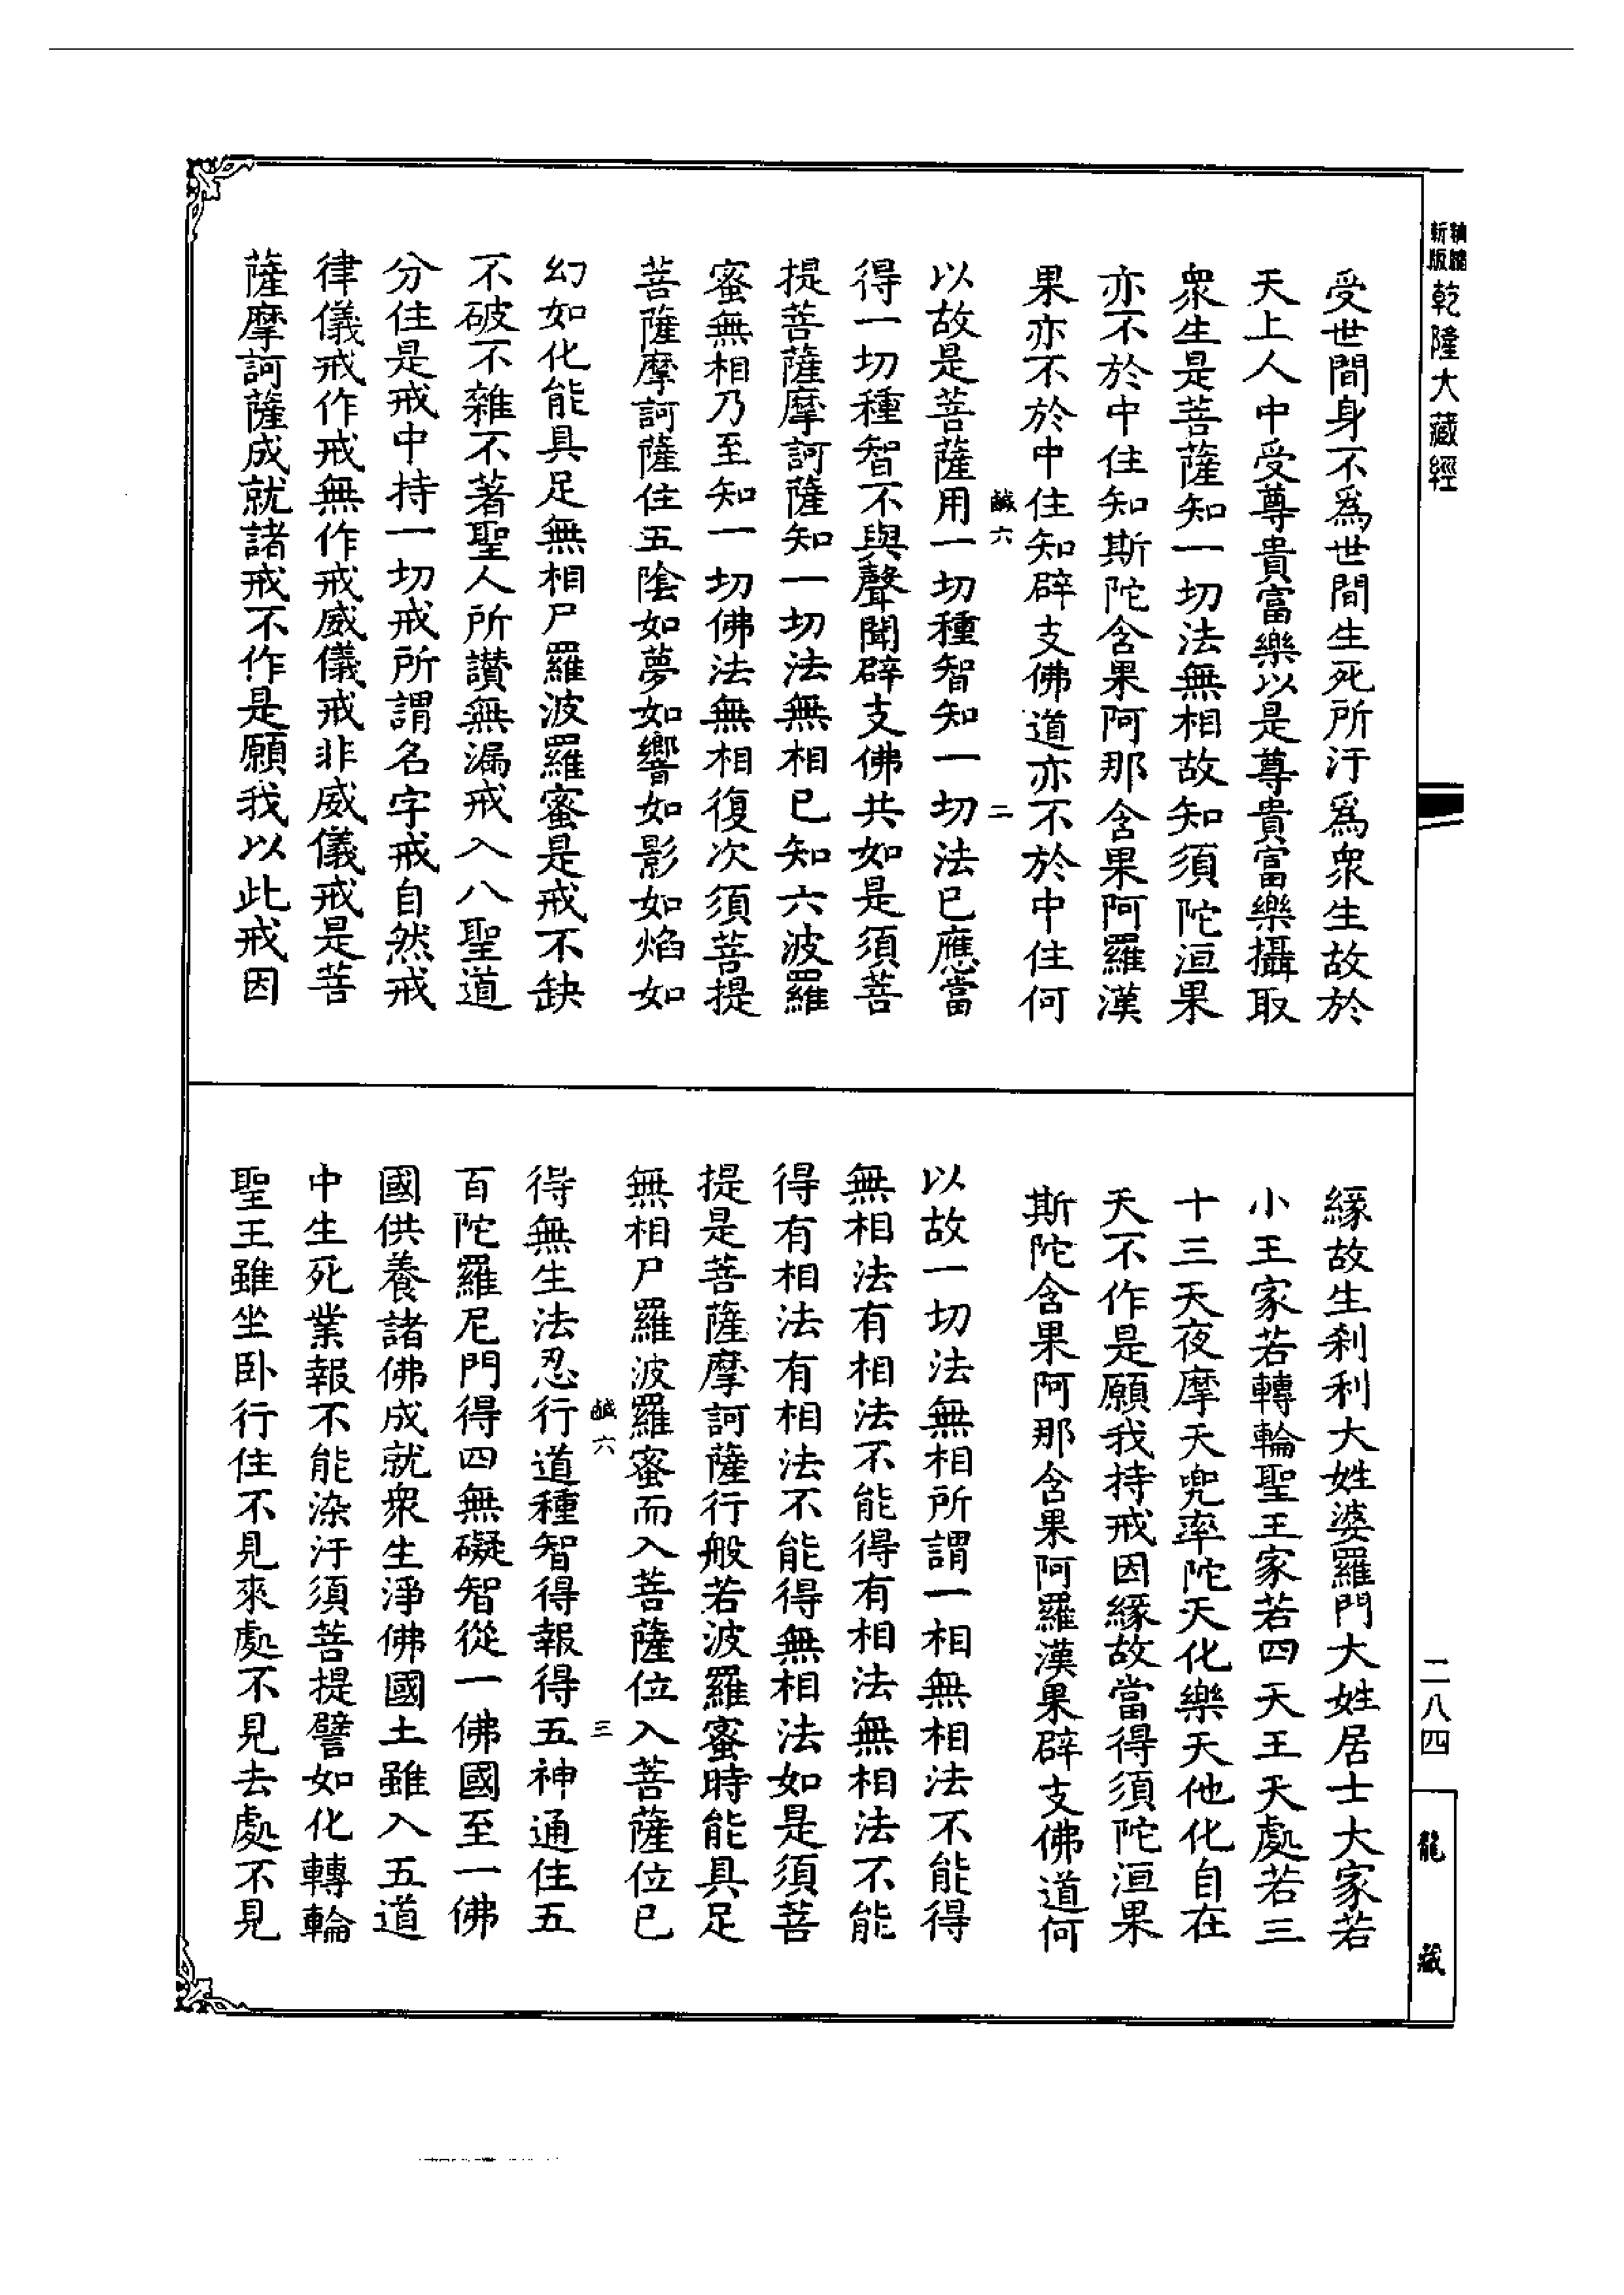 新版
乾隆大藏經
受世間身不爲世間生死所汙爲衆生故於
天上人中受尊貴富樂以是尊貴富樂攝取
衆生是菩薩知一切法無相故知須陀洹果
亦不於中住知斯陀含果阿那含果阿羅漢
果亦不於中住知辟支佛道亦不於中住何
鹹六
二
以故是菩薩用一切種智知一切法已應當
得一切種智不與聲聞辟支佛共如是須菩
提菩薩摩訶薩知一切法無相已知六波羅
蜜無相乃至知一切佛法無相復次須菩提
菩薩摩訶薩住五陰如夢如響如影如焰如
幻如化能具足無相尸羅波羅蜜是戒不缺
不破不雜不著聖人所讃無漏戒入八聖道
分住是戒中持一切戒所謂名字戒自然戒
律儀戒作戒無作戒威儀戒非威儀戒是菩
薩摩訶薩成就諸戒不作是願我以此戒因
緣故生刹利大姓婆羅門大姓居士大家若
小王家若轉輪聖王家若四天王天處若三
十三天夜摩天兜率陀天化樂天他化自在
天不作是願我持戒因緣故當得須陀洹果
斯陀含果阿那含果阿羅漢果辟支佛道何
以故一切法無相所謂一相無相法不能得
無相法有相法不能得有相法無相法不能
得有相法有相法不能得無相法如是須菩
提是菩薩摩訶薩行般若波羅蜜時能具足
無相尸羅波羅蜜而入菩薩位入菩薩位已
鹹六
三
得無生法忍行道種智得報得五神通住五
百陀羅尼門得四無礙智從一佛國至一佛
國供養諸佛成就衆生淨佛國土雖入五道
中生死業報不能染汙須菩提譬如化轉輪
聖王雖坐卧行住不見來處不見去處不見
二八四
龍藏